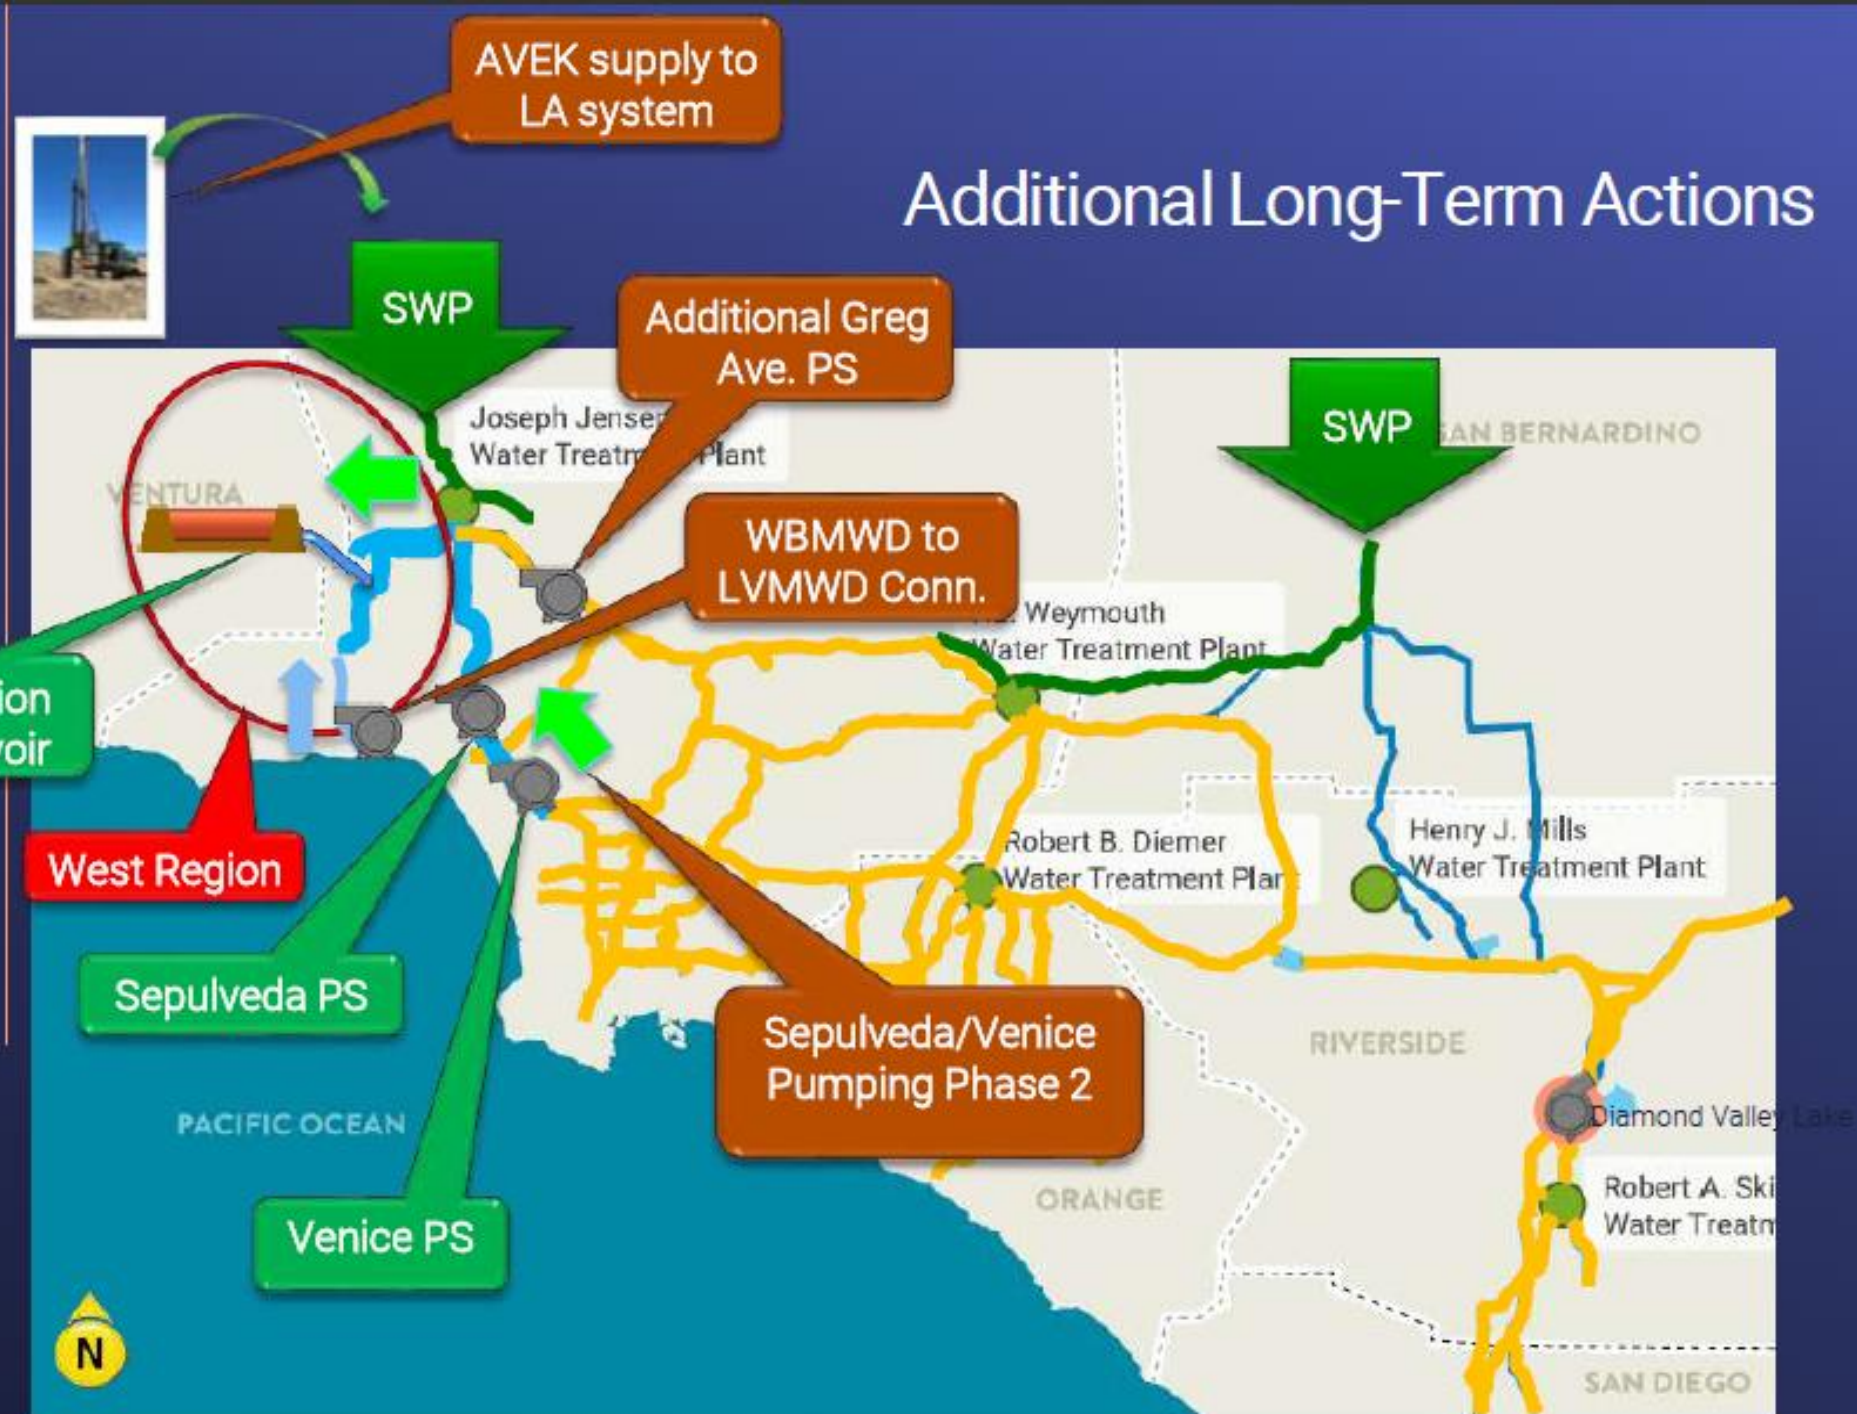 AVEK supply to
LA system
Additional Long-Term Actions
SWP
Additional Greg
Ave. PS
SWP
SAN BERNARDINO
Joseph Jensen
Water Treatm Plant
VENTURA
WBMWD to
LVMWD Conn.
Weymouth
Water Treatment Plant
ion
voir
West Region
Robert B. Diemer
Water Treatment Plant
Henry J. Mills
Water Treatment Plant
Sepulveda PS
Sepulveda/Venice
Pumping Phase 2
RIVERSIDE
PACIFIC OCEAN
Diamond Valley Lake
Venice PS
ORANGE
Robert A. Ski
Water Treatm
N
SAN DIEGO